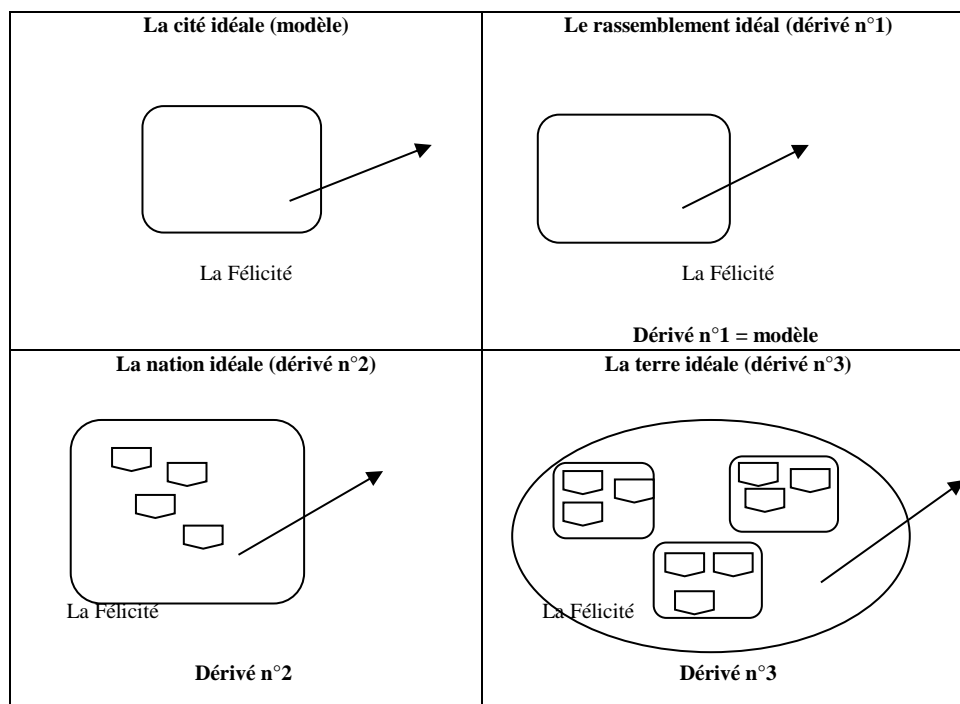 La cité idéale (modèle)
La Félicité
Le rassemblement idéal (dérivé n°1)
La Félicité
Dérivé n°1 = modèle
La nation idéale (dérivé n°2)
La Félicité
Dérivé n°2
La terre idéale (dérivé n°3)
La Félicité
Dérivé n°3